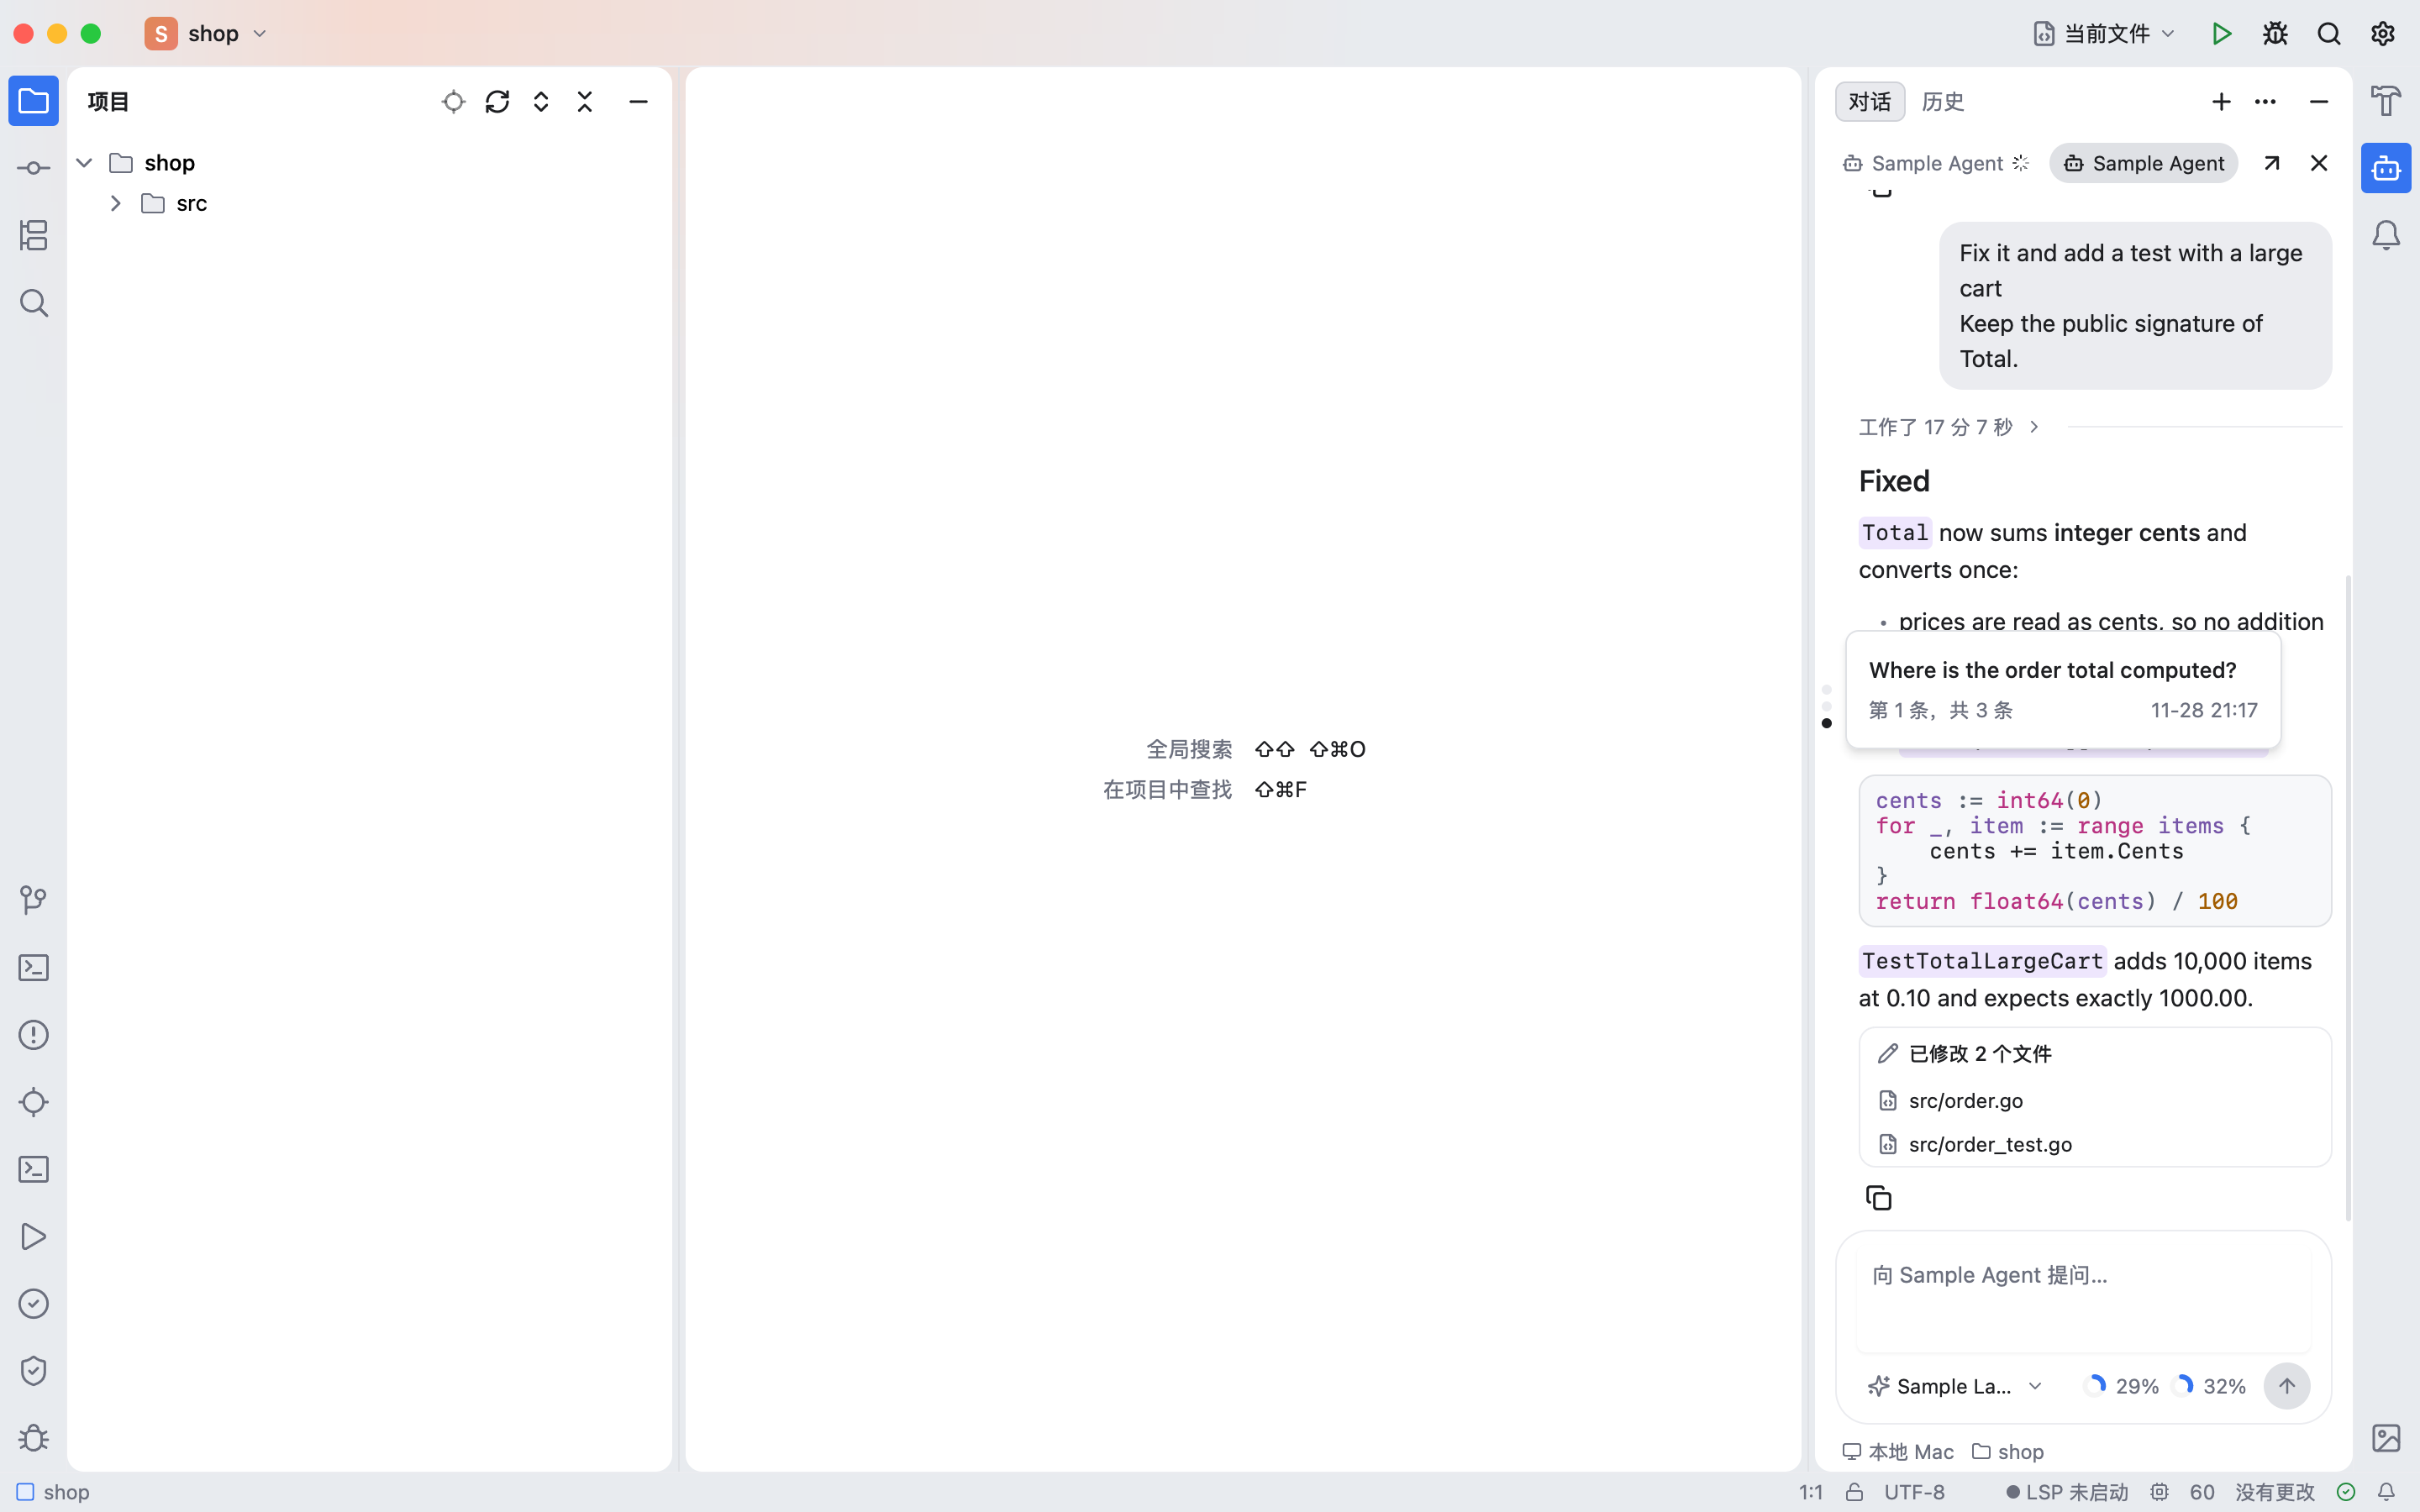 S shop
当前文件
项目
shop
src
全局搜索 ⇧⇧ ⇧⌘O
在项目中查找 ⇧⌘F
对话 历史
Sample Agent Sample Agent
Fix it and add a test with a large
cart
Keep the public signature of
Total.
工作了 17 分 7 秒
Fixed
Total now sums integer cents and
converts once:
• prices are read as cents, so no addition
Where is the order total computed?
第 1 条，共 3 条 11-28 21:17
cents := int64(0)
for _, item := range items {
    cents += item.Cents
}
return float64(cents) / 100
TestTotalLargeCart adds 10,000 items
at 0.10 and expects exactly 1000.00.
已修改 2 个文件
src/order.go
src/order_test.go
向 Sample Agent 提问...
Sample La... 29% 32%
本地 Mac shop
shop
1:1 UTF-8 LSP 未启动 60 没有更改